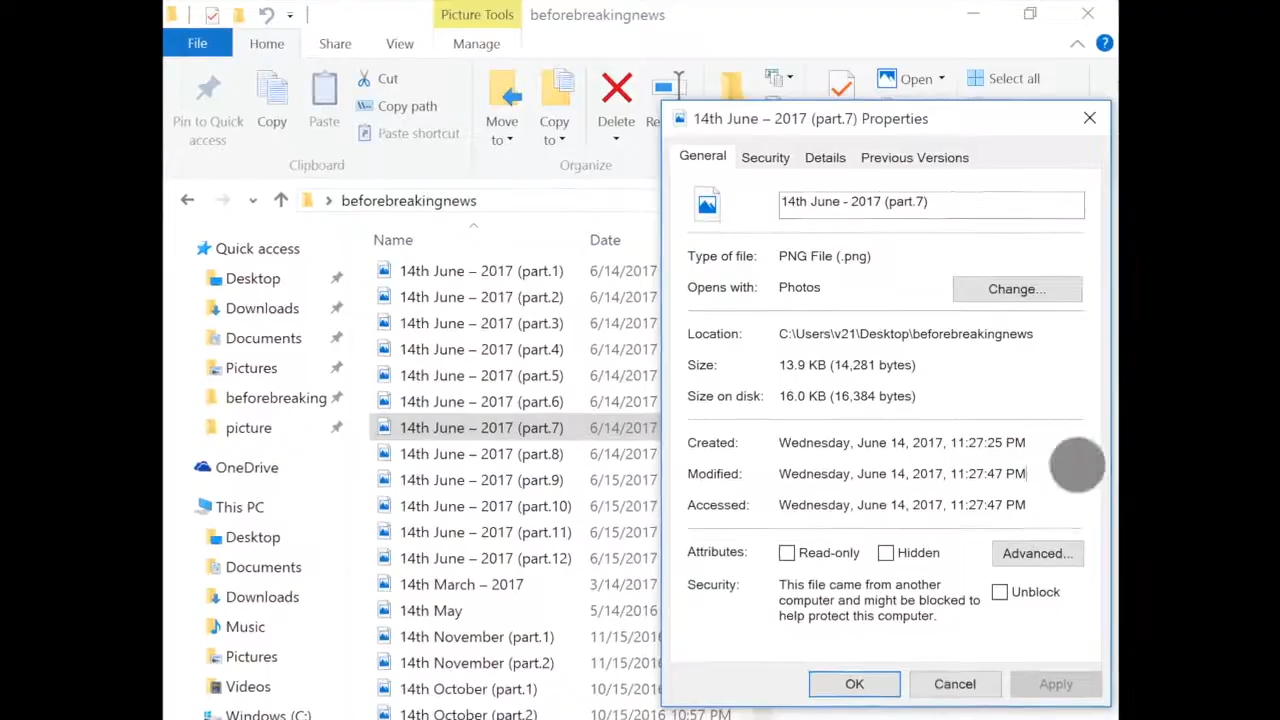 Picture Tools
beforebreakingnews
File
Home
Share
View
Manage
Pin to Quick
access
Copy
Paste
Cut
Copy path
Paste shortcut
Clipboard
Move
to
Copy
to
Delete
Re
Organize
Open
Select all
beforebreakingnews
Quick access
Desktop
Downloads
Documents
Pictures
beforebreaking
picture
OneDrive
This PC
Desktop
Documents
Downloads
Music
Pictures
Videos
Windows (C:)
Name Date
14th June – 2017 (part.1) 6/14/2017
14th June – 2017 (part.2) 6/14/2017
14th June – 2017 (part.3) 6/14/2017
14th June – 2017 (part.4) 6/14/2017
14th June – 2017 (part.5) 6/14/2017
14th June – 2017 (part.6) 6/14/2017
14th June – 2017 (part.7) 6/14/2017
14th June – 2017 (part.8) 6/14/2017
14th June – 2017 (part.9) 6/15/2017
14th June – 2017 (part.10) 6/15/2017
14th June – 2017 (part.11) 6/15/2017
14th June – 2017 (part.12) 6/15/2017
14th March – 2017 3/14/2017
14th May 5/14/2016
14th November (part.1) 11/15/2016
14th November (part.2) 11/15/2016
14th October (part.1) 10/15/2016
14th October (part.2) 10/15/2016 10:57 PM
14th June – 2017 (part.7) Properties
General
Security
Details
Previous Versions
14th June - 2017 (part.7)
Type of file: PNG File (.png)
Opens with: Photos
Change...
Location: C:\Users\v21\Desktop\beforebreakingnews
Size: 13.9 KB (14,281 bytes)
Size on disk: 16.0 KB (16,384 bytes)
Created: Wednesday, June 14, 2017, 11:27:25 PM
Modified: Wednesday, June 14, 2017, 11:27:47 PM
Accessed: Wednesday, June 14, 2017, 11:27:47 PM
Attributes: Read-only Hidden
Advanced...
Security: This file came from another
computer and might be blocked to
help protect this computer.
Unblock
OK
Cancel
Apply